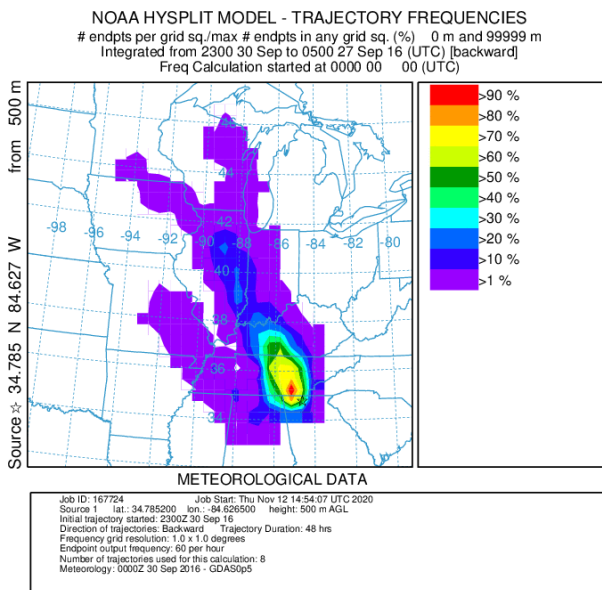 NOAA HYSPLIT MODEL - TRAJECTORY FREQUENCIES
# endpts per grid sq./max # endpts in any grid sq. (%)    0 m and 99999 m
Integrated from 2300 30 Sep to 0500 27 Sep 16 (UTC) [backward]
Freq Calculation started at 0000 00    00 (UTC)
Source ☆ 34.785 N 84.627 W    from 500 m
46
44
42
-98 -96 -94 -92 -90 -88 -86 -84 -82 -80
40
38
36
34
>90 %
>80 %
>70 %
>60 %
>50 %
>40 %
>30 %
>20 %
>10 %
>1 %
METEOROLOGICAL DATA
Job ID: 167724    Job Start: Thu Nov 12 14:54:07 UTC 2020
Source 1    lat.: 34.785200    lon.: -84.626500    height: 500 m AGL
Initial trajectory started: 2300Z 30 Sep 16
Direction of trajectories: Backward    Trajectory Duration: 48 hrs
Frequency grid resolution: 1.0 x 1.0 degrees
Endpoint output frequency: 60 per hour
Number of trajectories used for this calculation: 8
Meteorology: 0000Z 30 Sep 2016 - GDAS0p5